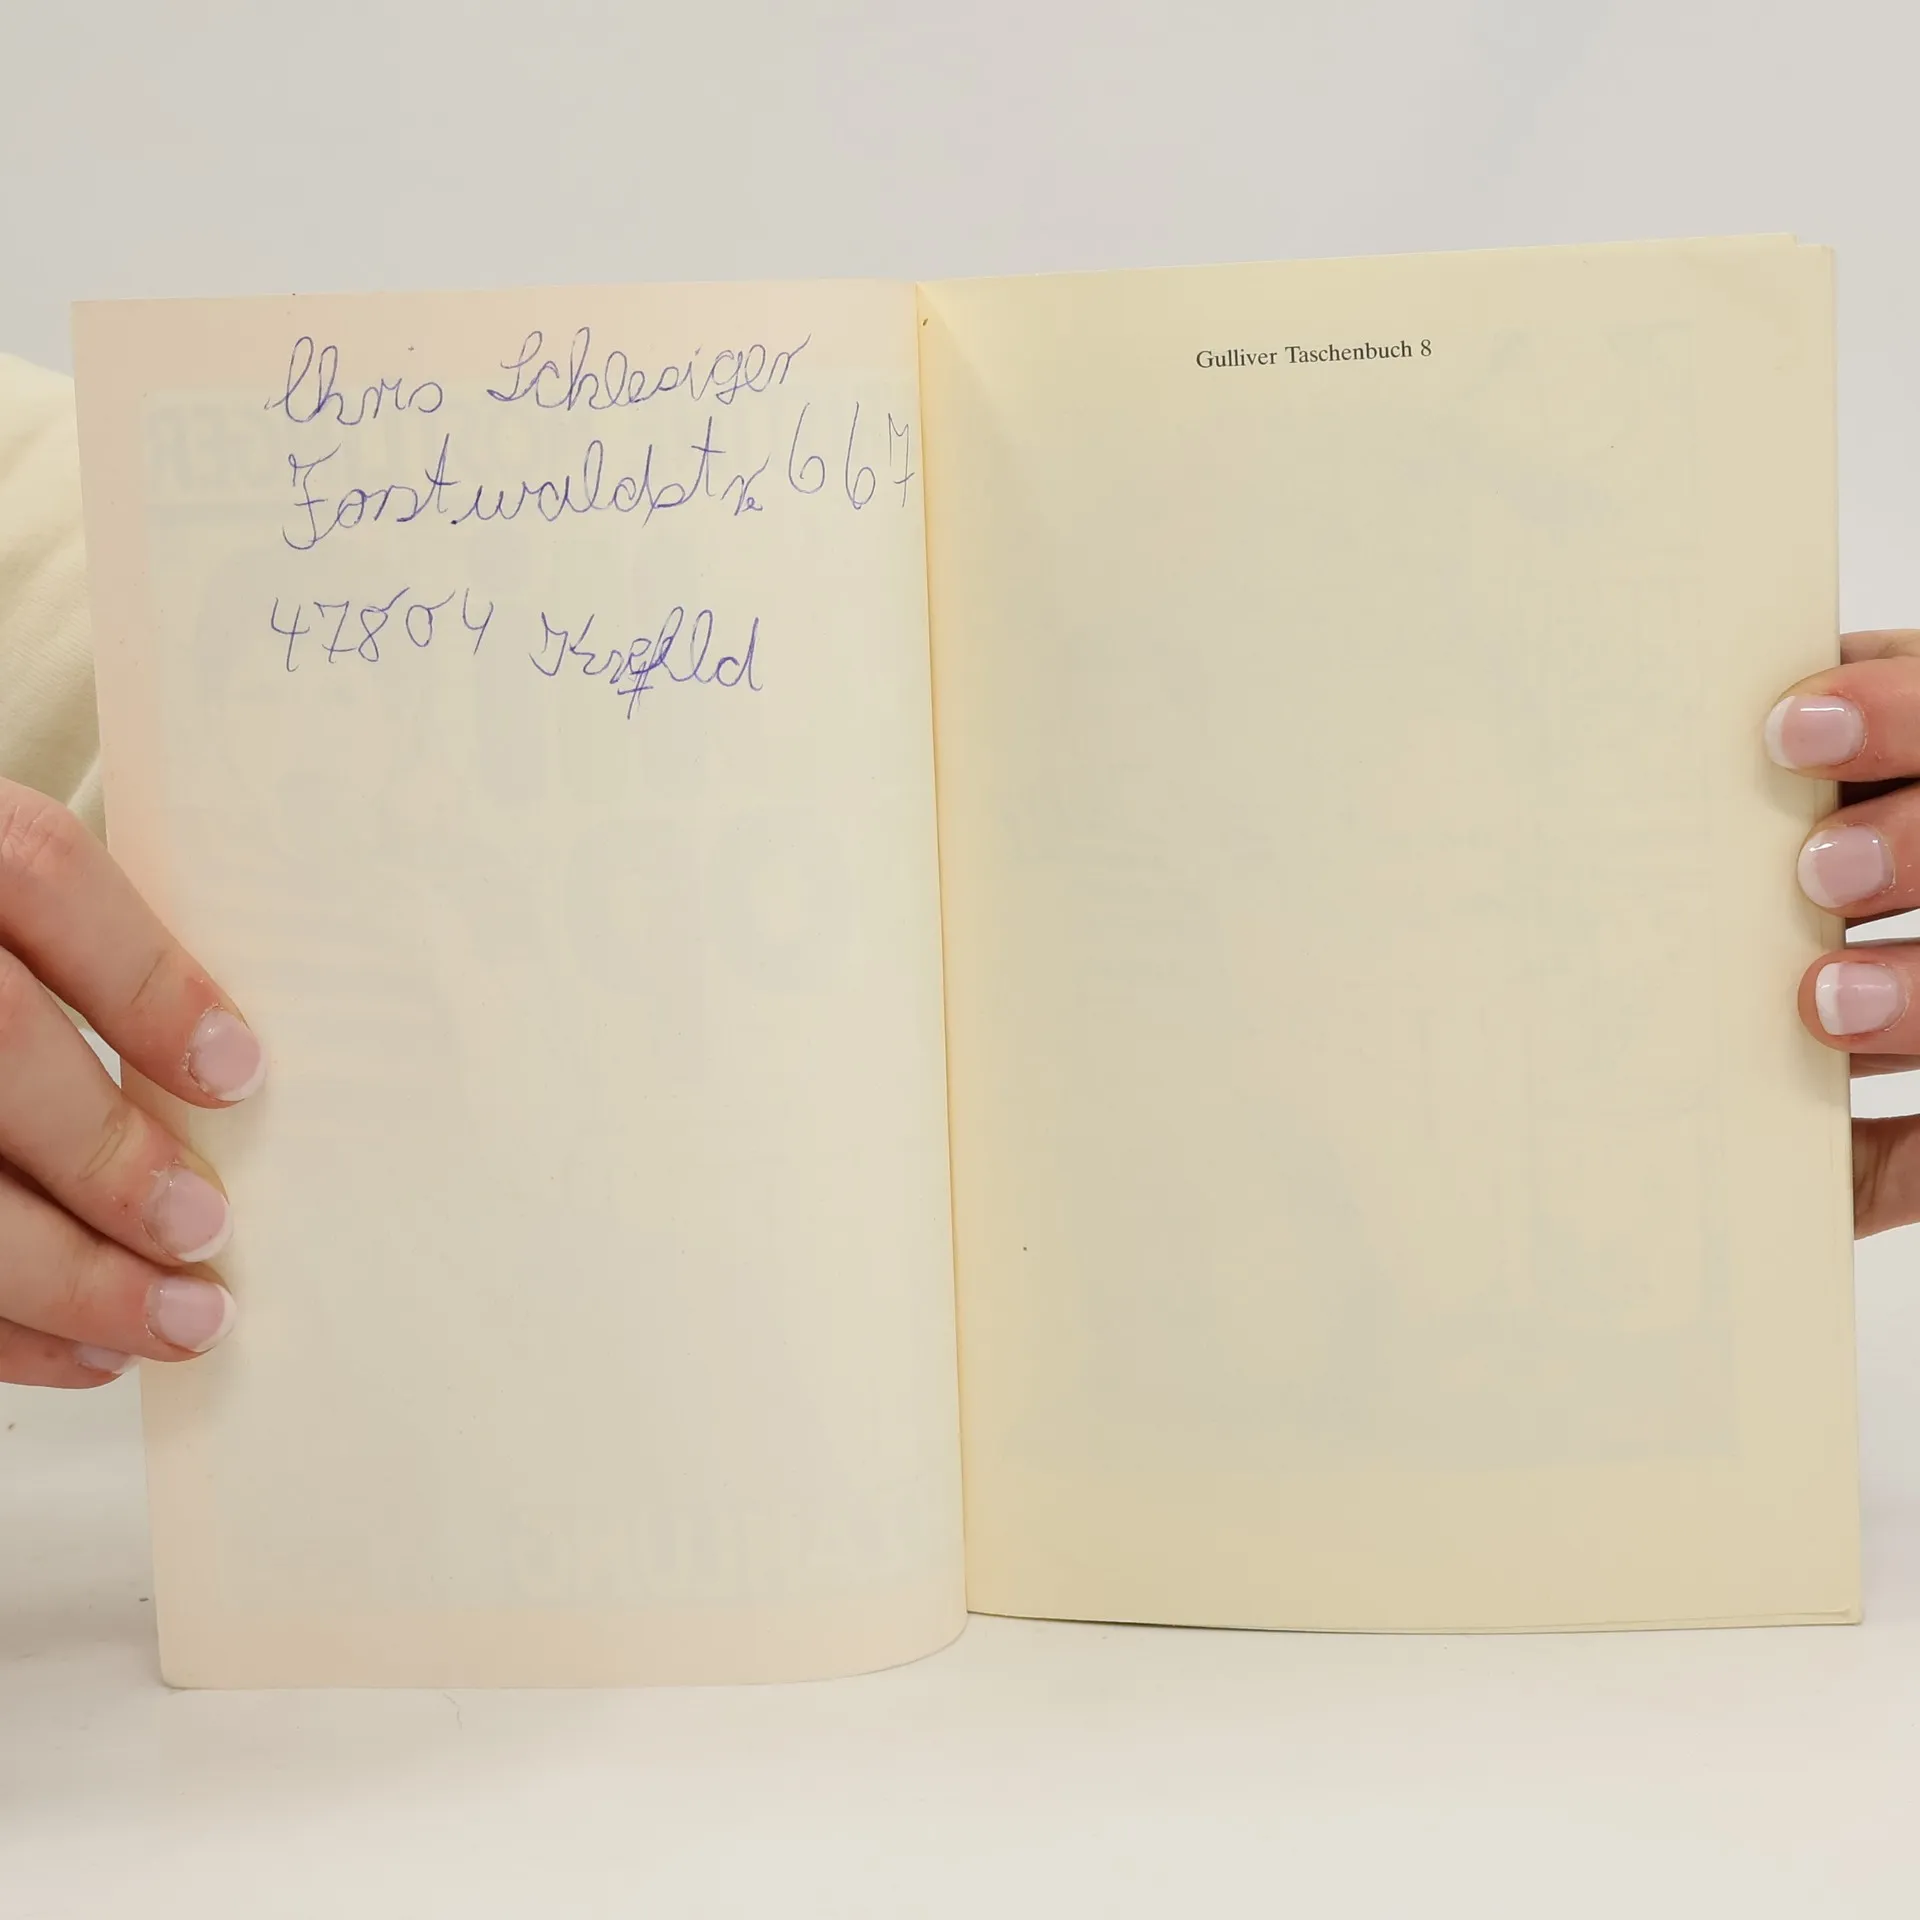 Chris Schlesiger
Forstwaldstr 667
47804 Krefeld
Gulliver Taschenbuch 8